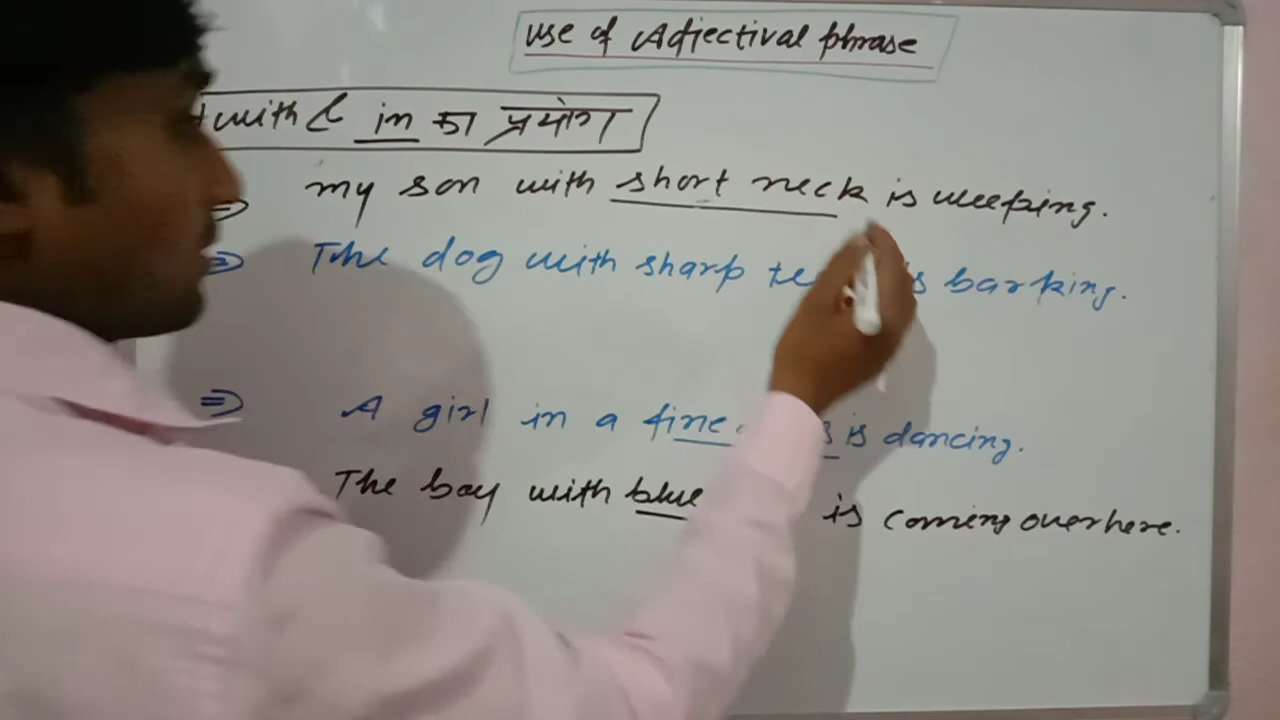 use of Adjectival phrase
with & in का प्रयोग
⇒ my son with short neck is weeping.
⇒ The dog with sharp is barking.
⇒ A girl in a fine is dancing.
The boy with blue is coming over here.